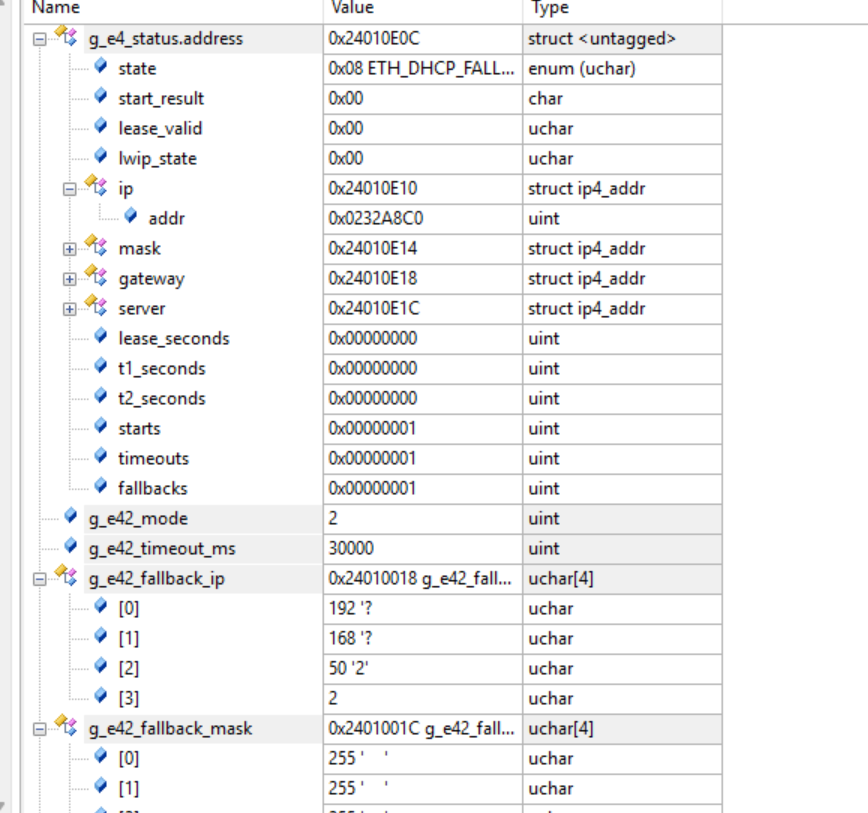 Name Value Type
g_e4_status.address 0x24010E0C struct <untagged>
state 0x08 ETH_DHCP_FALL... enum (uchar)
start_result 0x00 char
lease_valid 0x00 uchar
lwip_state 0x00 uchar
ip 0x24010E10 struct ip4_addr
addr 0x0232A8C0 uint
mask 0x24010E14 struct ip4_addr
gateway 0x24010E18 struct ip4_addr
server 0x24010E1C struct ip4_addr
lease_seconds 0x00000000 uint
t1_seconds 0x00000000 uint
t2_seconds 0x00000000 uint
starts 0x00000001 uint
timeouts 0x00000001 uint
fallbacks 0x00000001 uint
g_e42_mode 2 uint
g_e42_timeout_ms 30000 uint
g_e42_fallback_ip 0x24010018 g_e42_fall... uchar[4]
[0] 192 '? uchar
[1] 168 '? uchar
[2] 50 '2' uchar
[3] 2 uchar
g_e42_fallback_mask 0x2401001C g_e42_fall... uchar[4]
[0] 255 ' ' uchar
[1] 255 ' ' uchar